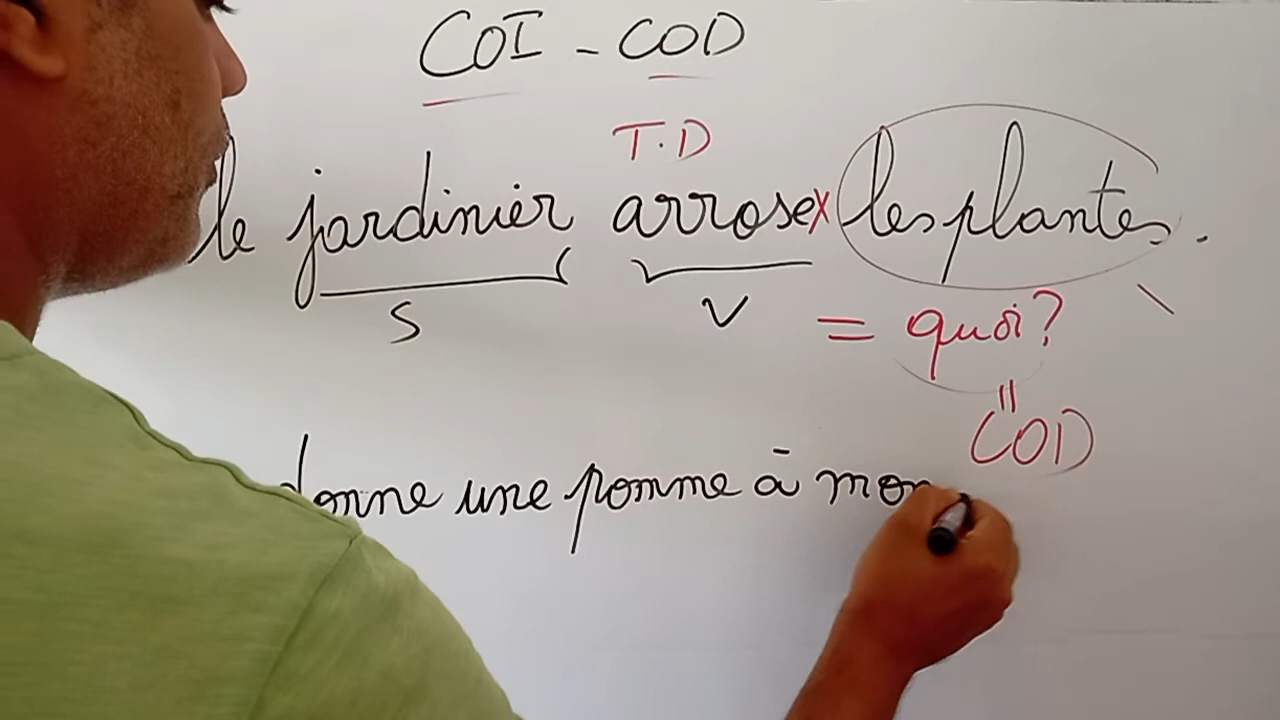 COI - COD
T.D
le jardinier arrose x les plantes.
S V = quoi?
=
COD
donne une pomme à mon